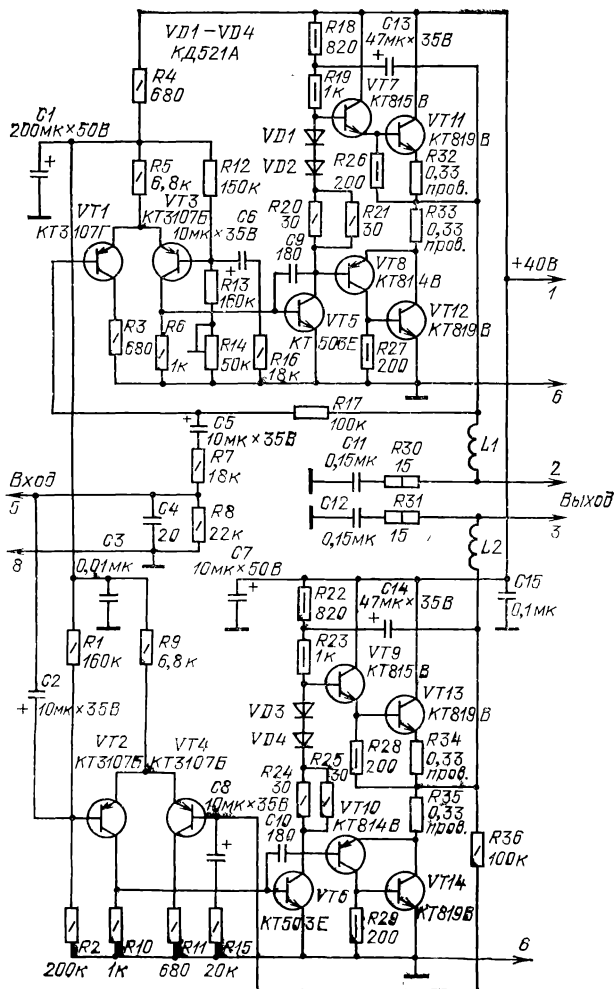 VD1-VD4
КД521А
R4
680
C1
200мк×50В
R5
6,8к
R12
150к
VT1
КТ3107Г
VT3
КТ3107Б
C6
10мк×35В
R3
680
R6
1к
R13
160к
R14
50к
R16
18к
R18
820
C13
47мк×35В
R19
1к
VT7
КТ815В
VD1
VD2
R26
200
VT11
КТ819В
R32
0,33
пров.
R20
30
R21
30
R33
0,33
пров.
C9
180
VT8
КТ814В
VT5
КТ503Е
VT12
КТ819В
R27
200
+40В
1
6
R17
100к
C5
10мк×35В
R7
18к
C11
0,15мк
R30
15
L1
2
Вход
5
Выход
C4
20
R8
22к
C12
0,15мк
R31
15
3
8
C3
0,01мк
C7
10мк×50В
L2
R22
820
C14
47мк×35В
C15
0,1мк
R1
160к
R9
6,8к
R23
1к
VT9
КТ815В
C2
10мк×35В
VD3
VD4
VT13
КТ819В
VT2
КТ3107Б
VT4
КТ3107Б
R28
200
R34
0,33
пров.
C8
10мк×35В
R24
30
R25
30
R35
0,33
пров.
C10
180
VT10
КТ814В
R36
100к
VT6
КТ503Е
VT14
КТ819В
R2
200к
R10
1к
R11
680
R15
20к
R29
200
6